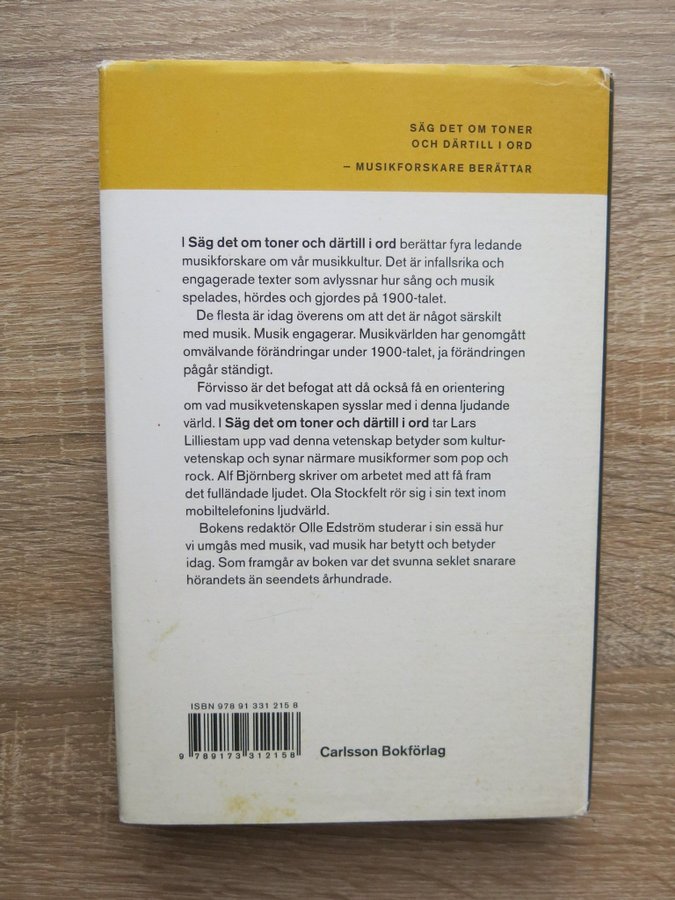 SÄG DET OM TONER
OCH DÄRTILL I ORD
– MUSIKFORSKARE BERÄTTAR
I Säg det om toner och därtill i ord berättar fyra ledande
musikforskare om vår musikkultur. Det är infallsrika och
engagerade texter som avlyssnar hur sång och musik
spelades, hördes och gjordes på 1900-talet.
De flesta är idag överens om att det är något särskilt
med musik. Musik engagerar. Musikvärlden har genomgått
omvälvande förändringar under 1900-talet, ja förändringen
pågår ständigt.
Förvisso är det befogat att då också få en orientering
om vad musikvetenskapen sysslar med i denna ljudande
värld. I Säg det om toner och därtill i ord tar Lars
Lilliestam upp vad denna vetenskap betyder som kultur-
vetenskap och synar närmare musikformer som pop och
rock. Alf Björnberg skriver om arbetet med att få fram
det fulländade ljudet. Ola Stockfelt rör sig i sin text inom
mobiltelefonins ljudvärld.
Bokens redaktör Olle Edström studerar i sin essä hur
vi umgås med musik, vad musik har betytt och betyder
idag. Som framgår av boken var det svunna seklet snarare
hörandets än seendets århundrade.
ISBN 978 91 331 215 8
9 789173 312158
Carlsson Bokförlag